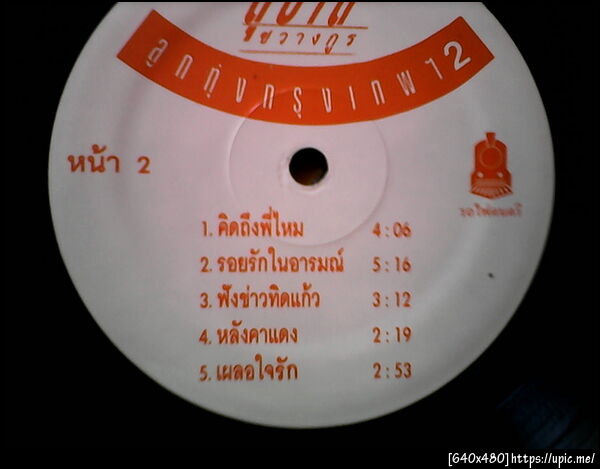 ชวางกูร
ลูกทุ่งกรุงเทพฯ 2
หน้า 2
รถไฟดนตรี
1. คิดถึงพี่ไหม 4:06
2. รอยรักในอารมณ์ 5:16
3. ฟังข่าวทิดแก้ว 3:12
4. หลังคาแดง 2:19
5. เผลอใจรัก 2:53
[640x480]https://upic.me/